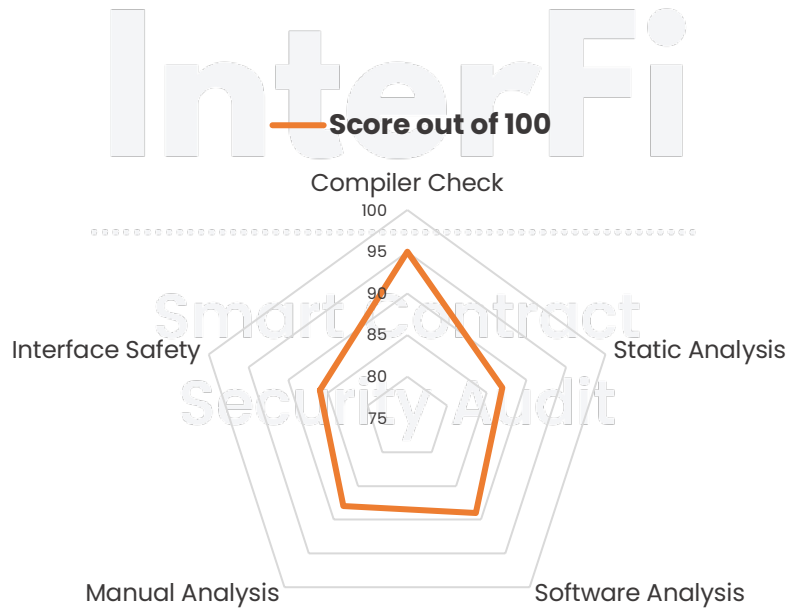 InterFi
Score out of 100
Compiler Check
100
95
90
Smart Contract
85
Interface Safety
Static Analysis
80
Security Audit
75
Manual Analysis
Software Analysis